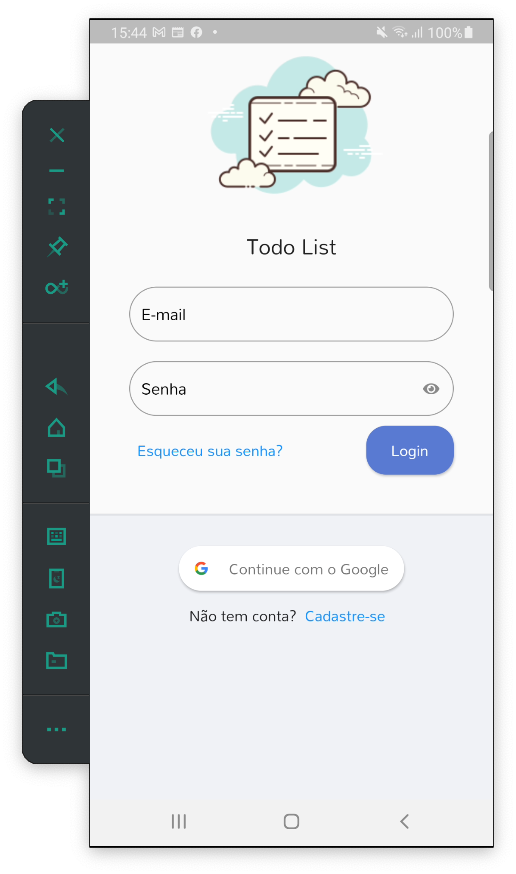 15:44
100%
Todo List
E-mail
Senha
Esqueceu sua senha?
Login
G
Continue com o Google
Não tem conta? Cadastre-se